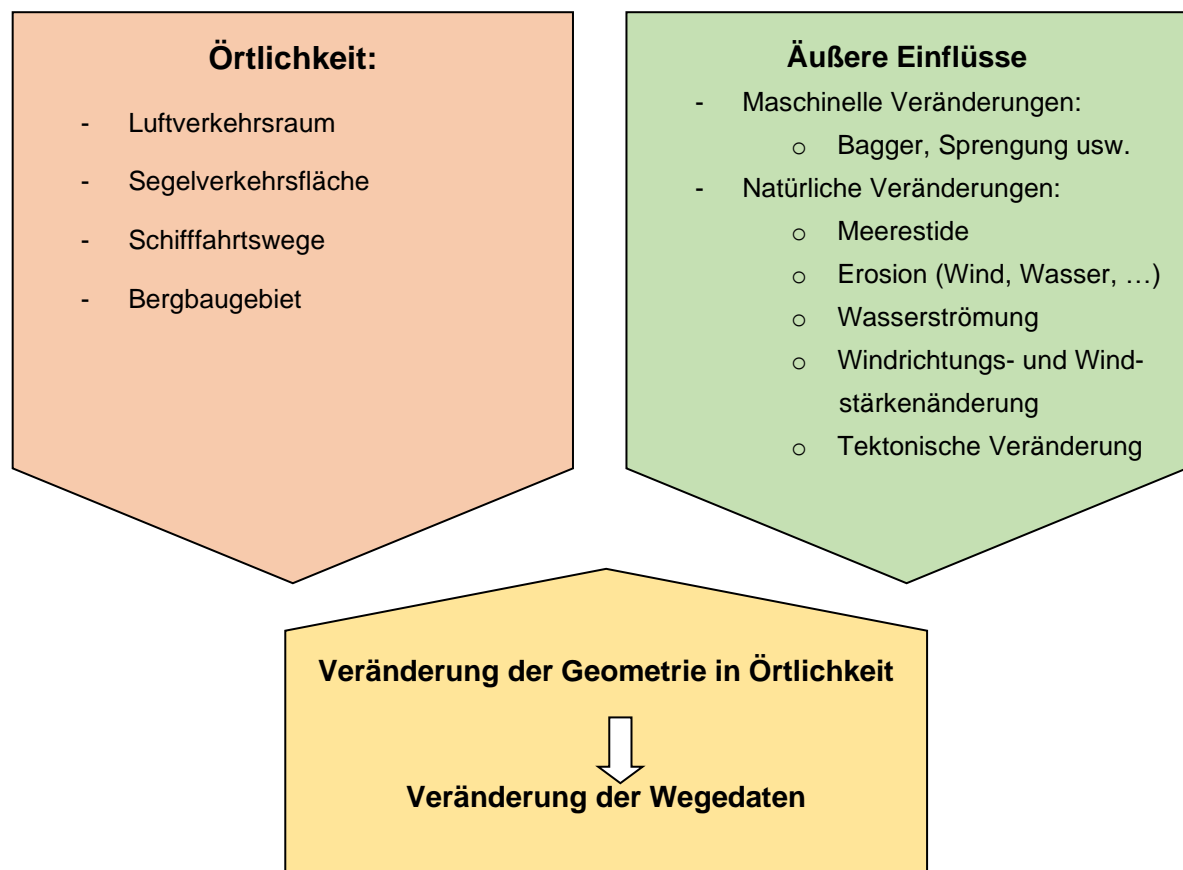 Örtlichkeit:
- Luftverkehrsraum
- Segelverkehrsfläche
- Schifffahrtswege
- Bergbaugebiet
Äußere Einflüsse
- Maschinelle Veränderungen:
o Bagger, Sprengung usw.
- Natürliche Veränderungen:
o Meerestide
o Erosion (Wind, Wasser, …)
o Wasserströmung
o Windrichtungs- und Wind-
stärkenänderung
o Tektonische Veränderung
Veränderung der Geometrie in Örtlichkeit
Veränderung der Wegedaten